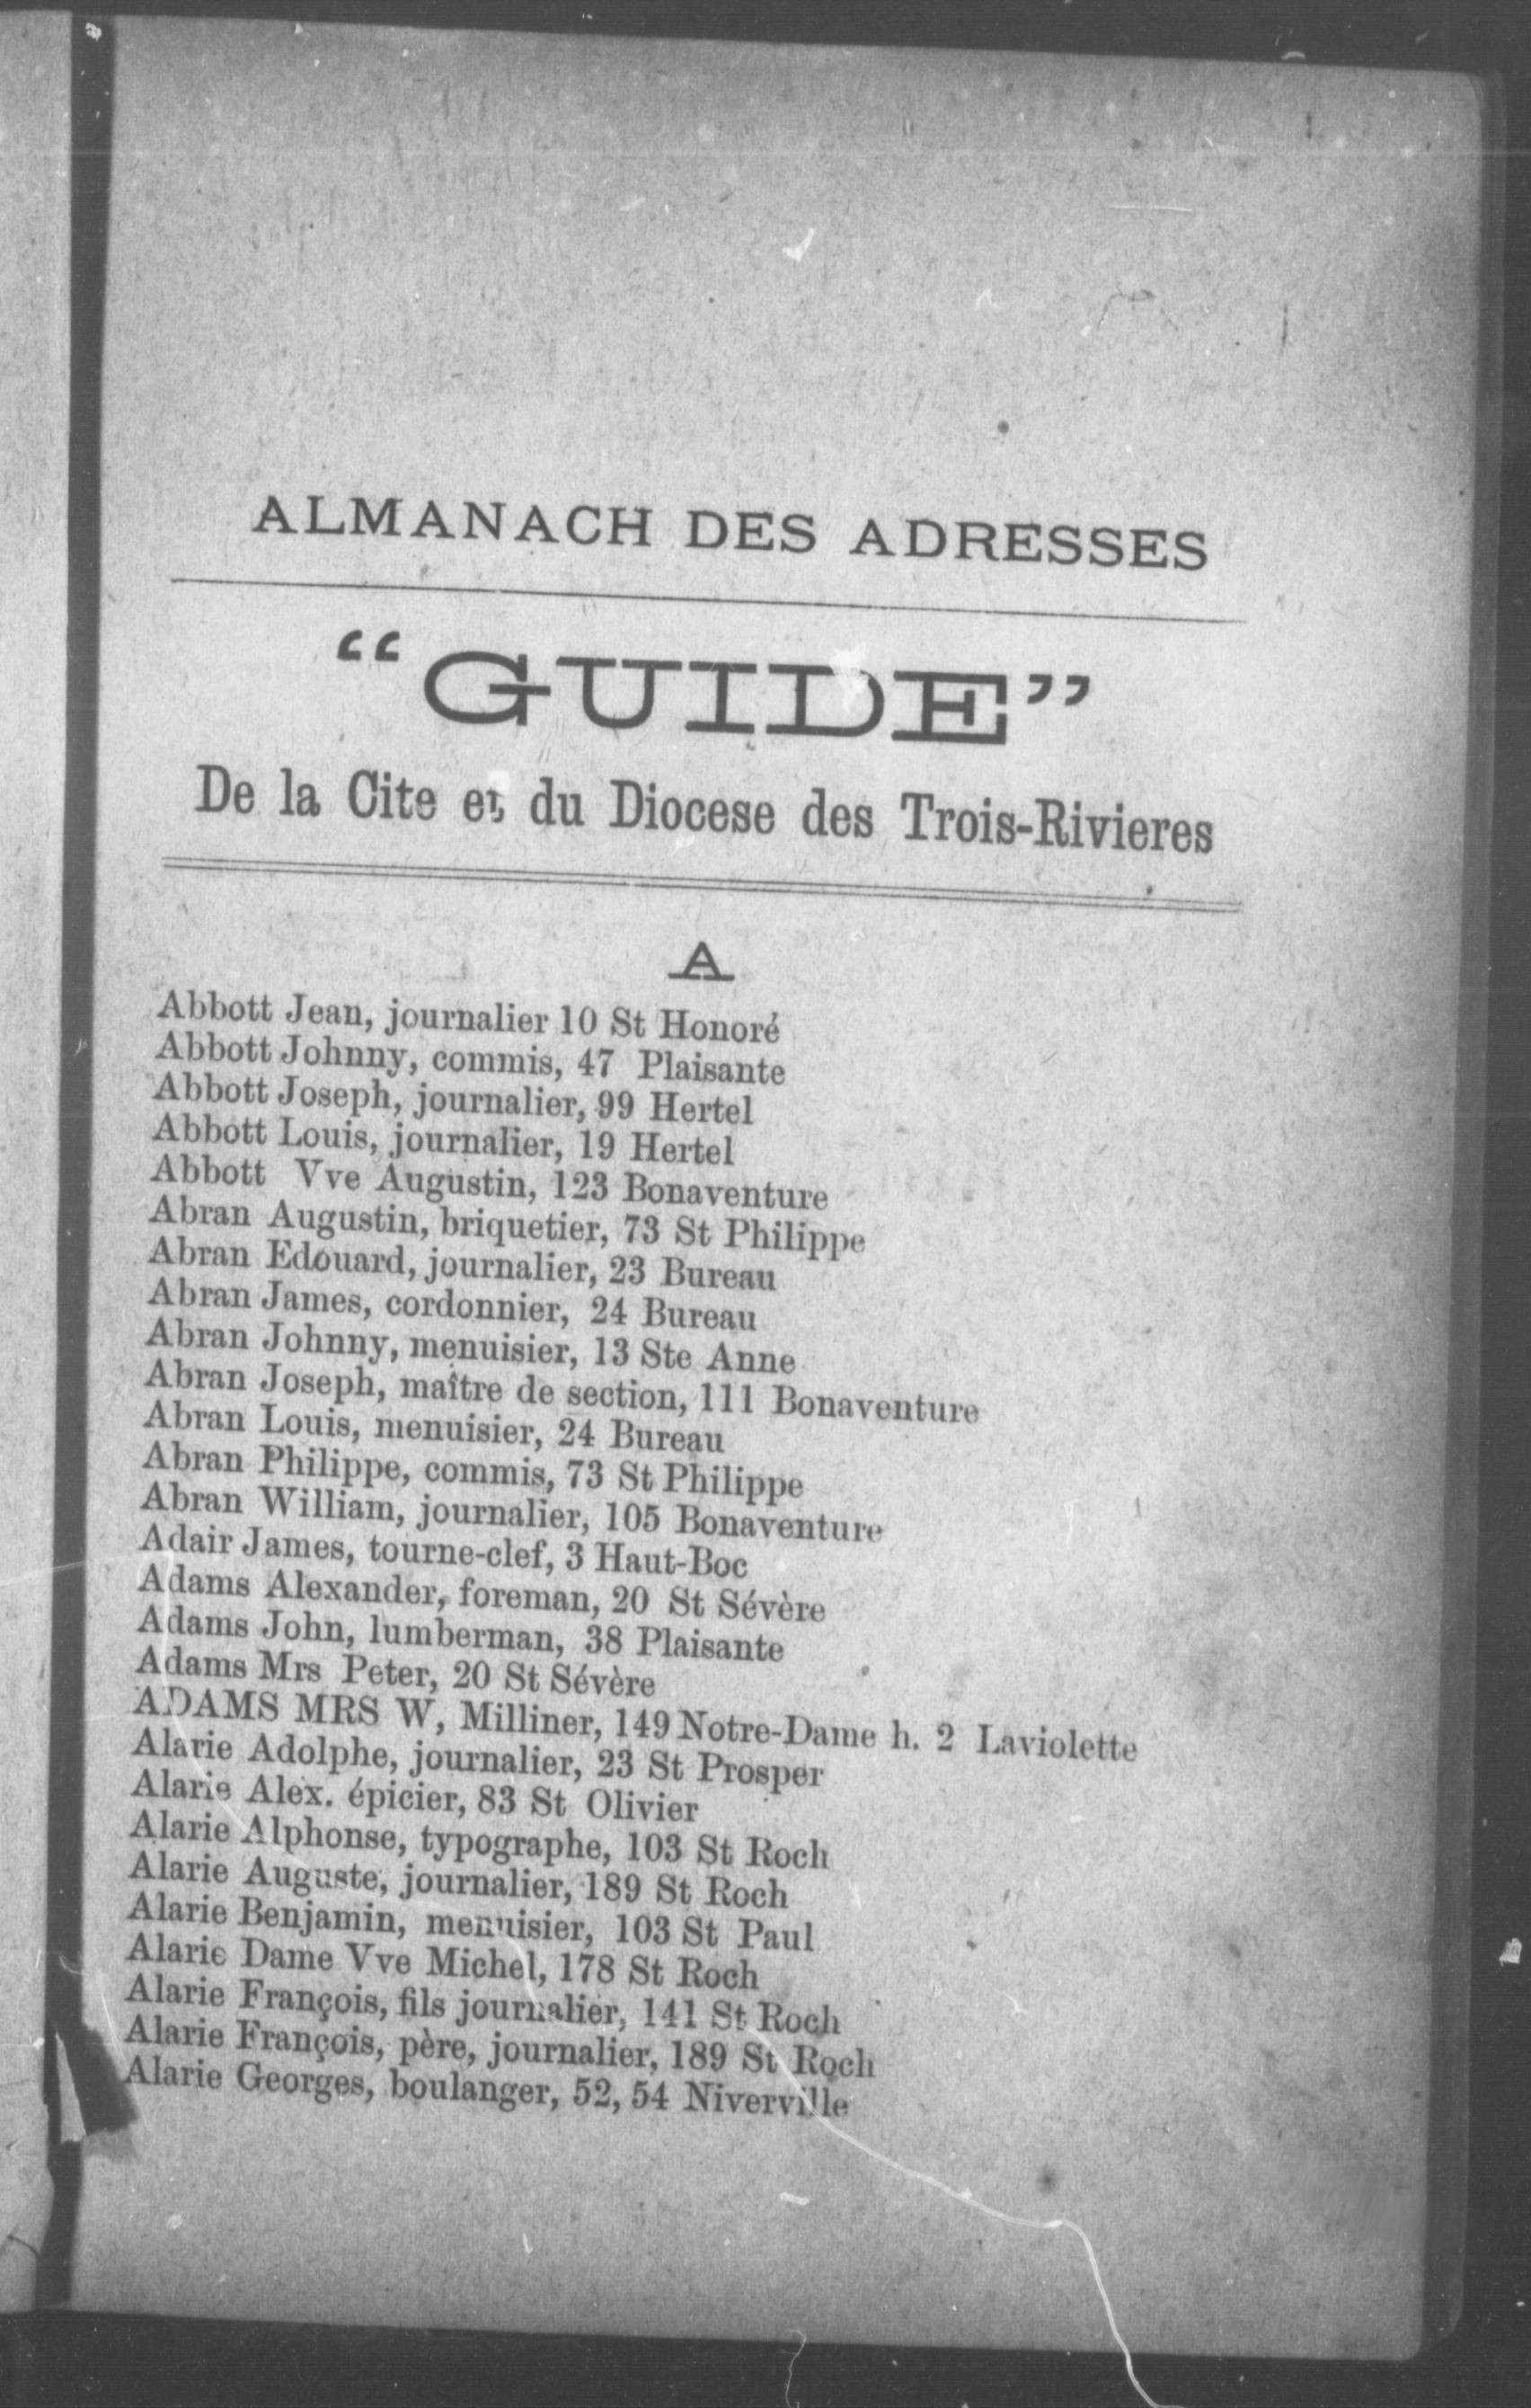 ALMANACH DES ADRESSES
"GUIDE"
De la Cite et du Diocese des Trois-Rivieres
A
Abbott Jean, journalier 10 St Honoré
Abbott Johnny, commis, 47 Plaisante
Abbott Joseph, journalier, 99 Hertel
Abbott Louis, journalier, 19 Hertel
Abbott Vve Augustin, 123 Bonaventure
Abran Augustin, briquetier, 73 St Philippe
Abran Edouard, journalier, 23 Bureau
Abran James, cordonnier, 24 Bureau
Abran Johnny, menuisier, 13 Ste Anne
Abran Joseph, maître de section, 111 Bonaventure
Abran Louis, menuisier, 24 Bureau
Abran Philippe, commis, 73 St Philippe
Abran William, journalier, 105 Bonaventure
Adair James, tourne-clef, 3 Haut-Boc
Adams Alexander, foreman, 20 St Sévère
Adams John, lumberman, 38 Plaisante
Adams Mrs Peter, 20 St Sévère
ADAMS MRS W, Milliner, 149 Notre-Dame h. 2 Laviolette
Alarie Adolphe, journalier, 23 St Prosper
Alarie Alex. épicier, 83 St Olivier
Alarie Alphonse, typographe, 103 St Roch
Alarie Auguste, journalier, 189 St Roch
Alarie Benjamin, menuisier, 103 St Paul
Alarie Dame Vve Michel, 178 St Roch
Alarie François, fils journalier, 141 St Roch
Alarie François, père, journalier, 189 St Roch
Alarie Georges, boulanger, 52, 54 Niverville